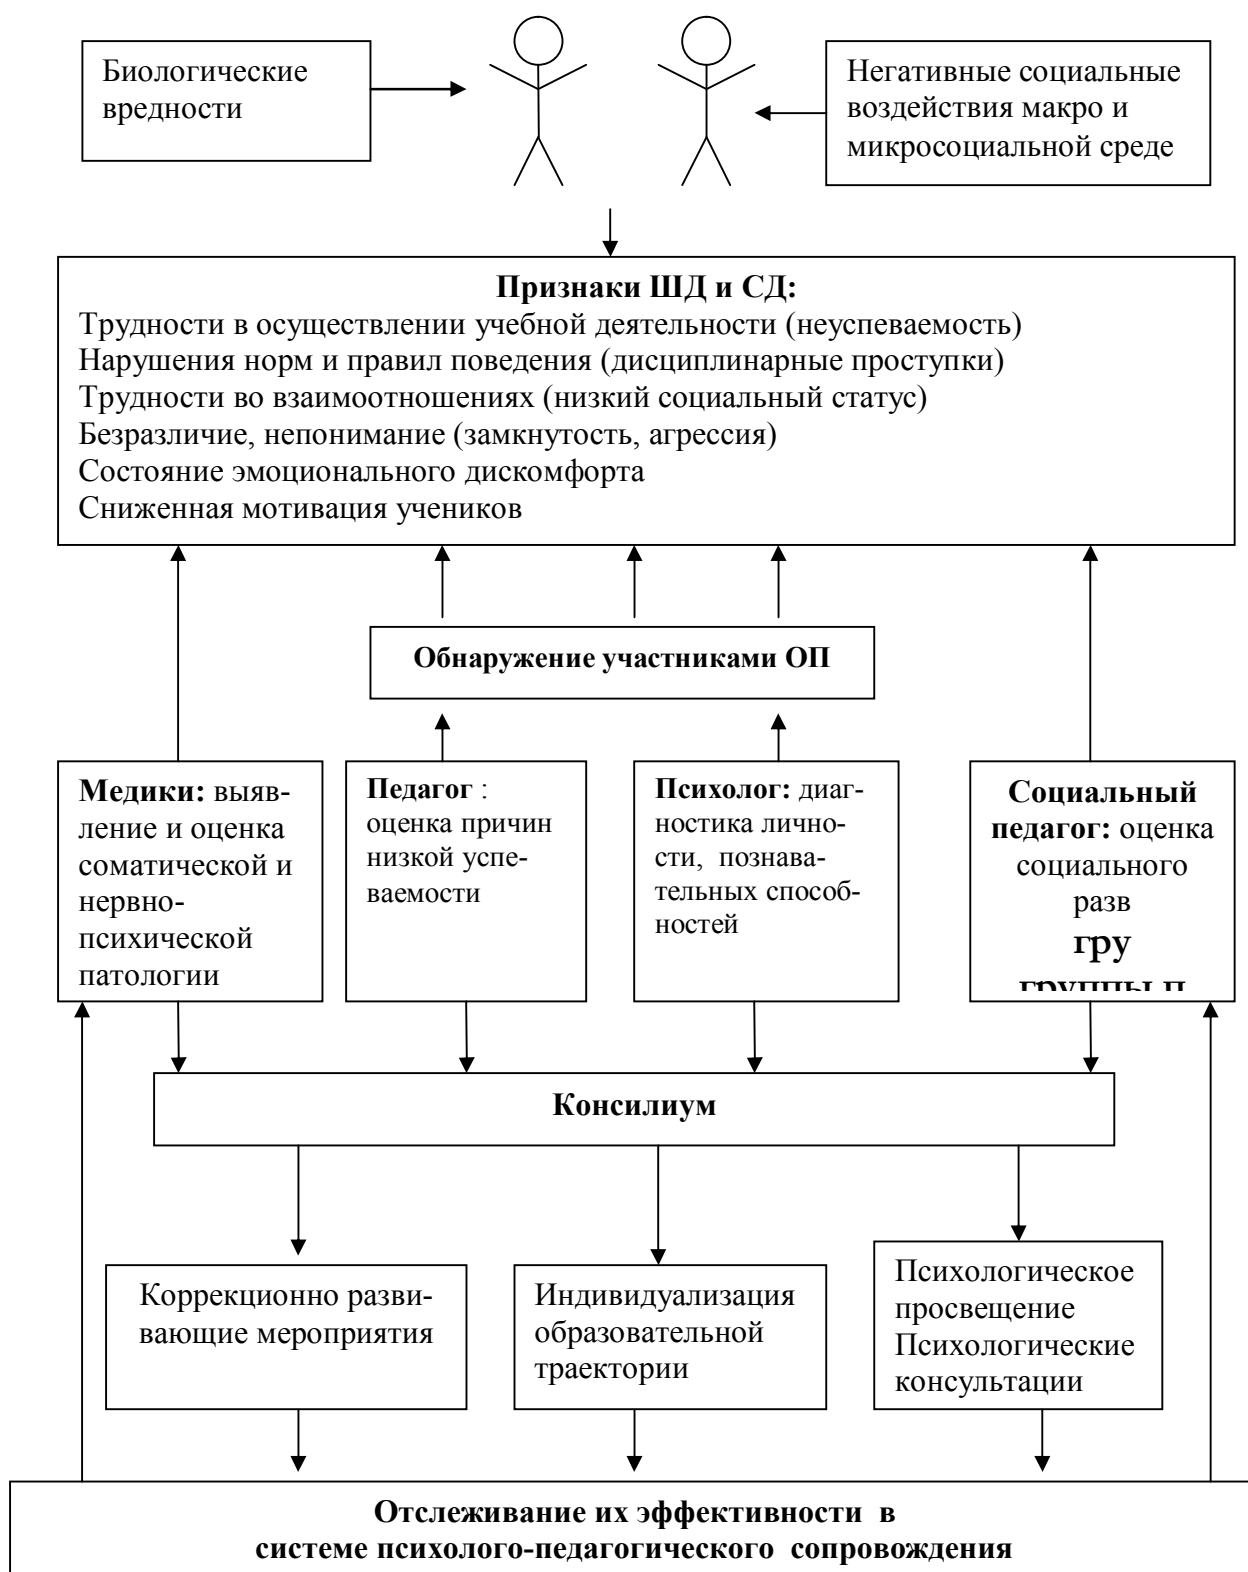 Биологические
вредности
Негативные социальные
воздействия макро и
микросоциальной среде
Признаки ШД и СД:
Трудности в осуществлении учебной деятельности (неуспеваемость)
Нарушения норм и правил поведения (дисциплинарные проступки)
Трудности во взаимоотношениях (низкий социальный статус)
Безразличие, непонимание (замкнутость, агрессия)
Состояние эмоционального дискомфорта
Сниженная мотивация учеников
Обнаружение участниками ОП
Медики: выяв-
ление и оценка
соматической и
нервно-
психической
патологии
Педагог :
оценка причин
низкой успе-
ваемости
Психолог: диаг-
ностика лично-
сти, познава-
тельных способ-
ностей
Социальный
педагог: оценка
социального
разв
гру
группы п
Консилиум
Коррекционно разви-
вающие мероприятия
Индивидуализация
образовательной
траектории
Психологическое
просвещение
Психологические
консультации
Отслеживание их эффективности в
системе психолого-педагогического сопровождения